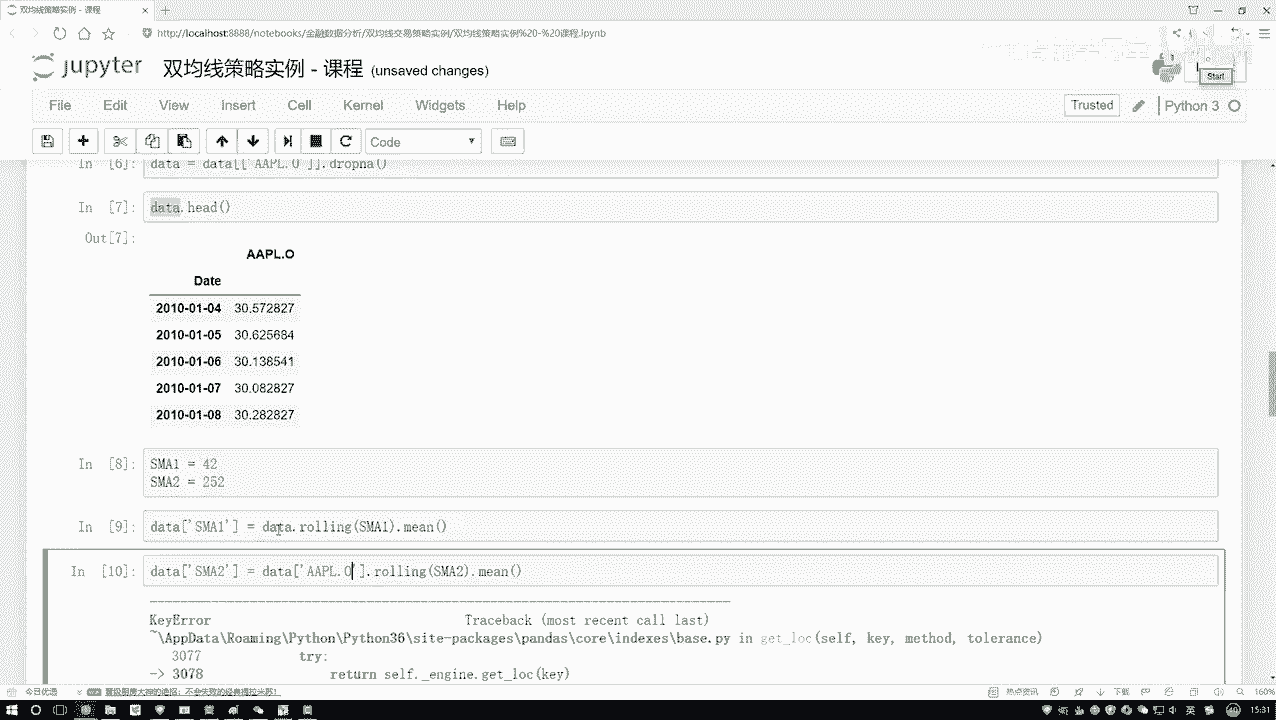 双均线策略实例 - 课程
http://localhost:8888/notebooks/金融数据分析/双均线交易策略实例/双均线策略实例%20-%20课程.ipynb
jupyter 双均线策略实例 - 课程 (unsaved changes)
Start
File Edit View Insert Cell Kernel Widgets Help
Trusted Python 3
Code
In [6]: data = data[['AAPL.O']].dropna()
In [7]: data.head()
Out[7]:
AAPL.O
Date
2010-01-04 30.572827
2010-01-05 30.625684
2010-01-06 30.138541
2010-01-07 30.082827
2010-01-08 30.282827
In [8]: SMA1 = 42
SMA2 = 252
In [9]: data['SMA1'] = data.rolling(SMA1).mean()
In [10]: data['SMA2'] = data['AAPL.O'].rolling(SMA2).mean()
KeyError Traceback (most recent call last)
~\AppData\Roaming\Python\Python36\site-packages\pandas\core\indexes\base.py in get_loc(self, key, method, tolerance)
3077 try:
-> 3078 return self._engine.get_loc(key)
今日优选
热点资讯 下载 160%
英 15:31